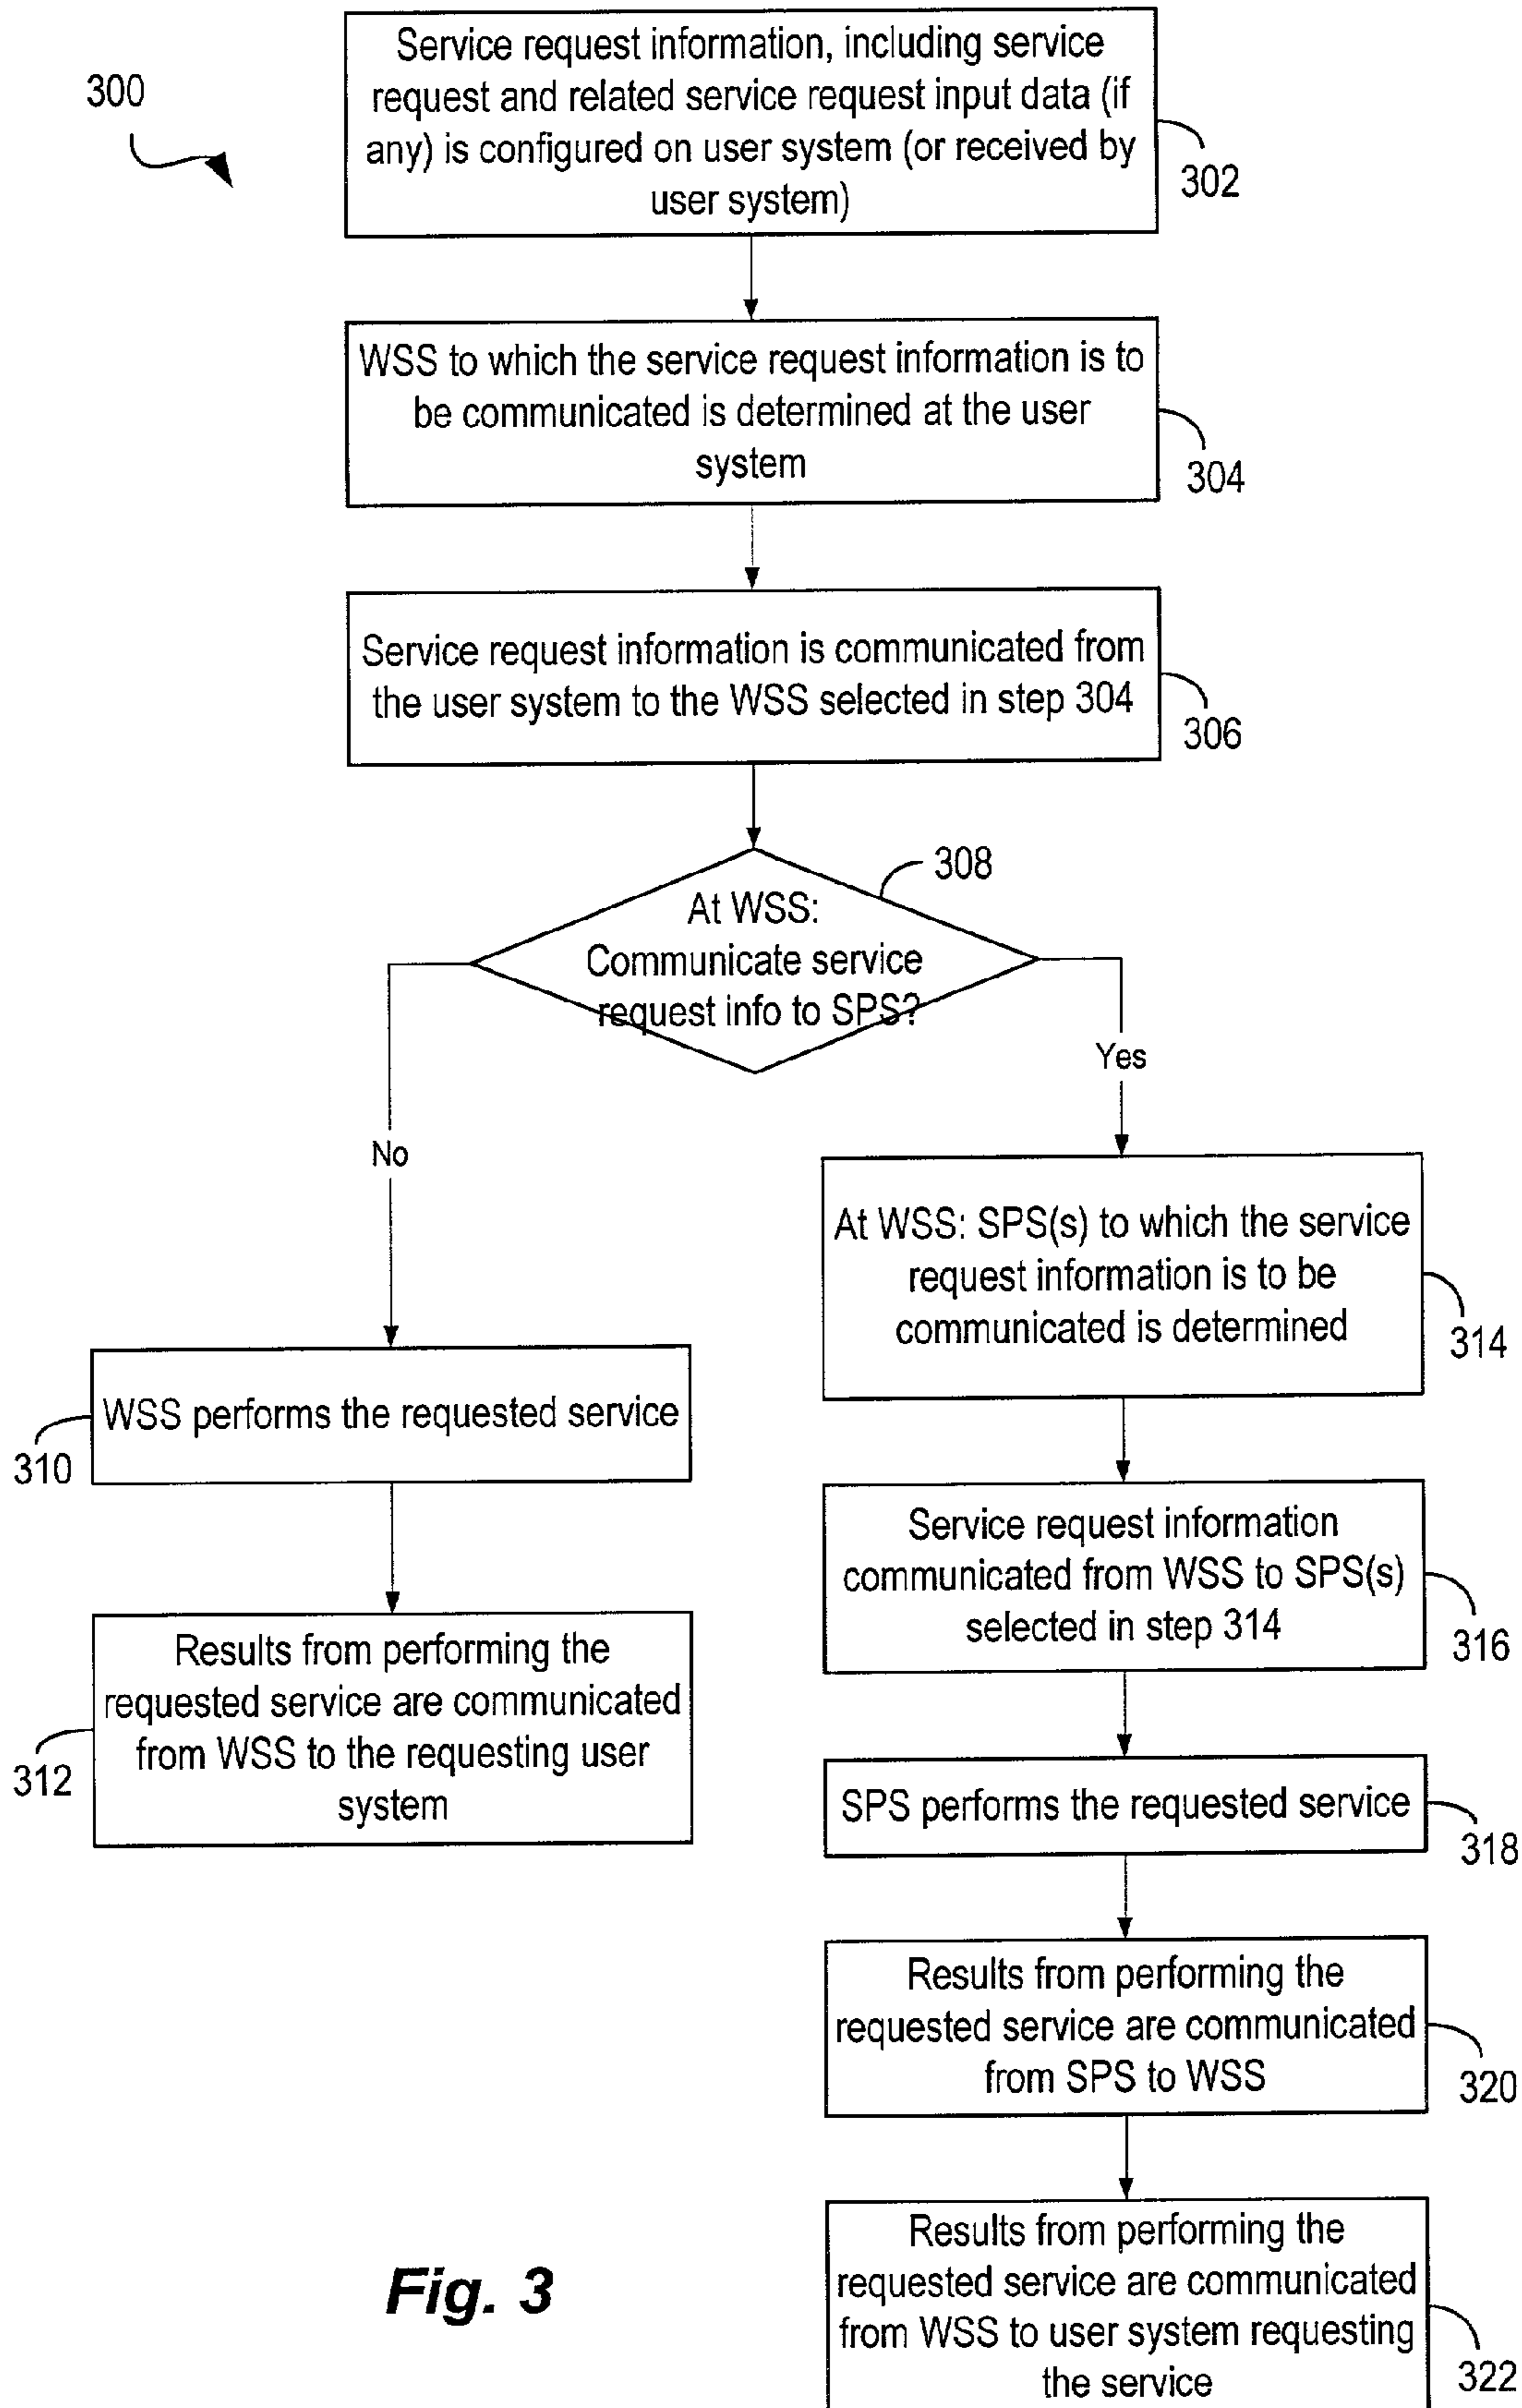 300
Service request information, including service
request and related service request input data (if
any) is configured on user system (or received by
user system)
302
WSS to which the service request information is to
be communicated is determined at the user
system
304
Service request information is communicated from
the user system to the WSS selected in step 304
306
308
At WSS:
Communicate service
request info to SPS?
Yes
No
At WSS: SPS(s) to which the service
request information is to be
communicated is determined
314
WSS performs the requested service
310
Service request information
communicated from WSS to SPS(s)
selected in step 314
316
Results from performing the
requested service are communicated
from WSS to the requesting user
system
312
SPS performs the requested service
318
Results from performing the
requested service are communicated
from SPS to WSS
320
Results from performing the
requested service are communicated
from WSS to user system requesting
the service
322
Fig. 3